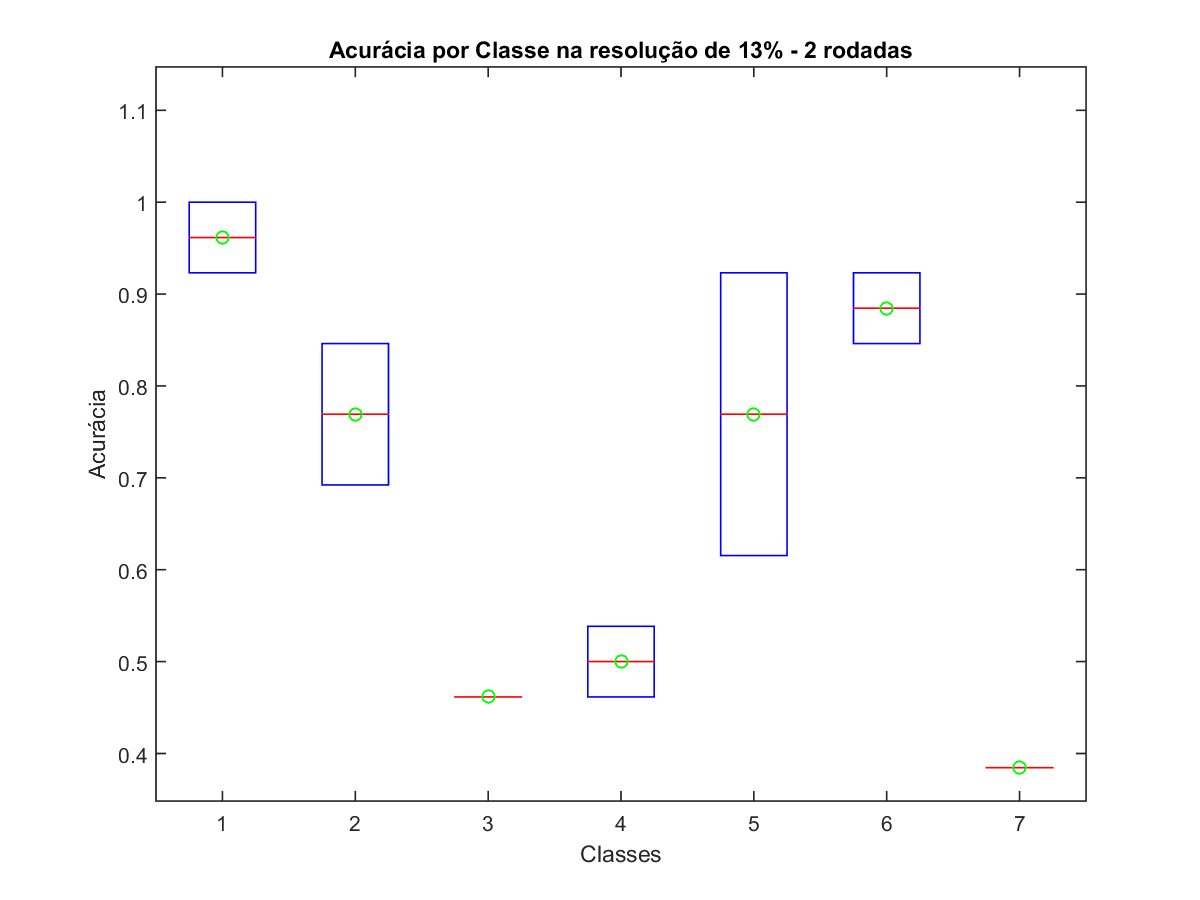 Acurácia por Classe na resolução de 13% - 2 rodadas
1.1
1
0.9
0.8
0.7
0.6
0.5
0.4
Acurácia
1 2 3 4 5 6 7
Classes